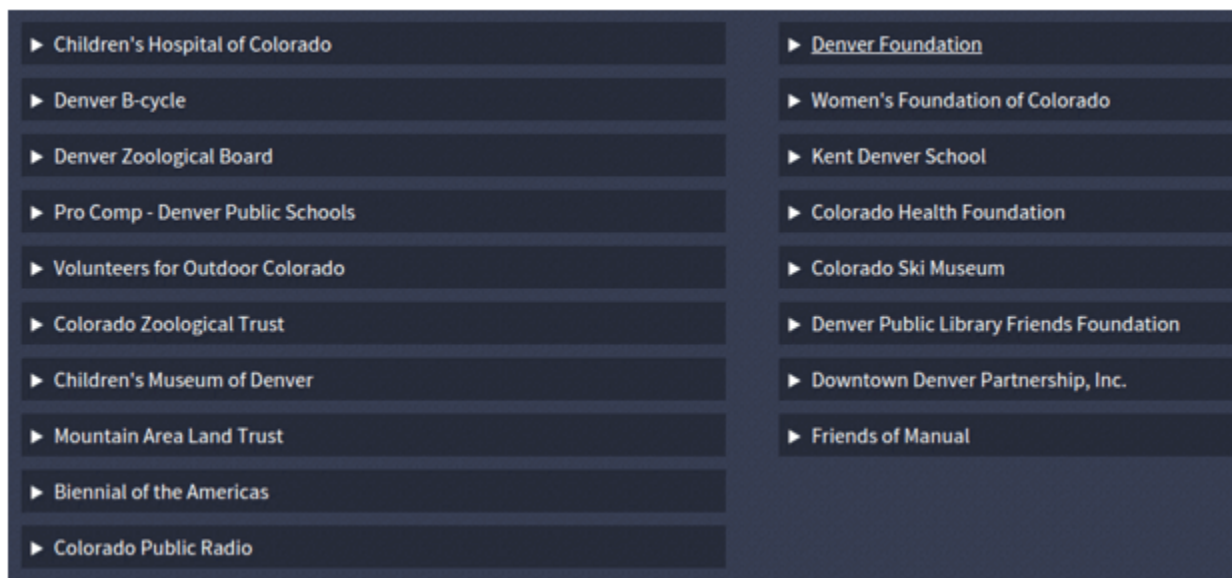 Children's Hospital of Colorado
Denver B-cycle
Denver Zoological Board
Pro Comp - Denver Public Schools
Volunteers for Outdoor Colorado
Colorado Zoological Trust
Children's Museum of Denver
Mountain Area Land Trust
Biennial of the Americas
Colorado Public Radio
Denver Foundation
Women's Foundation of Colorado
Kent Denver School
Colorado Health Foundation
Colorado Ski Museum
Denver Public Library Friends Foundation
Downtown Denver Partnership, Inc.
Friends of Manual